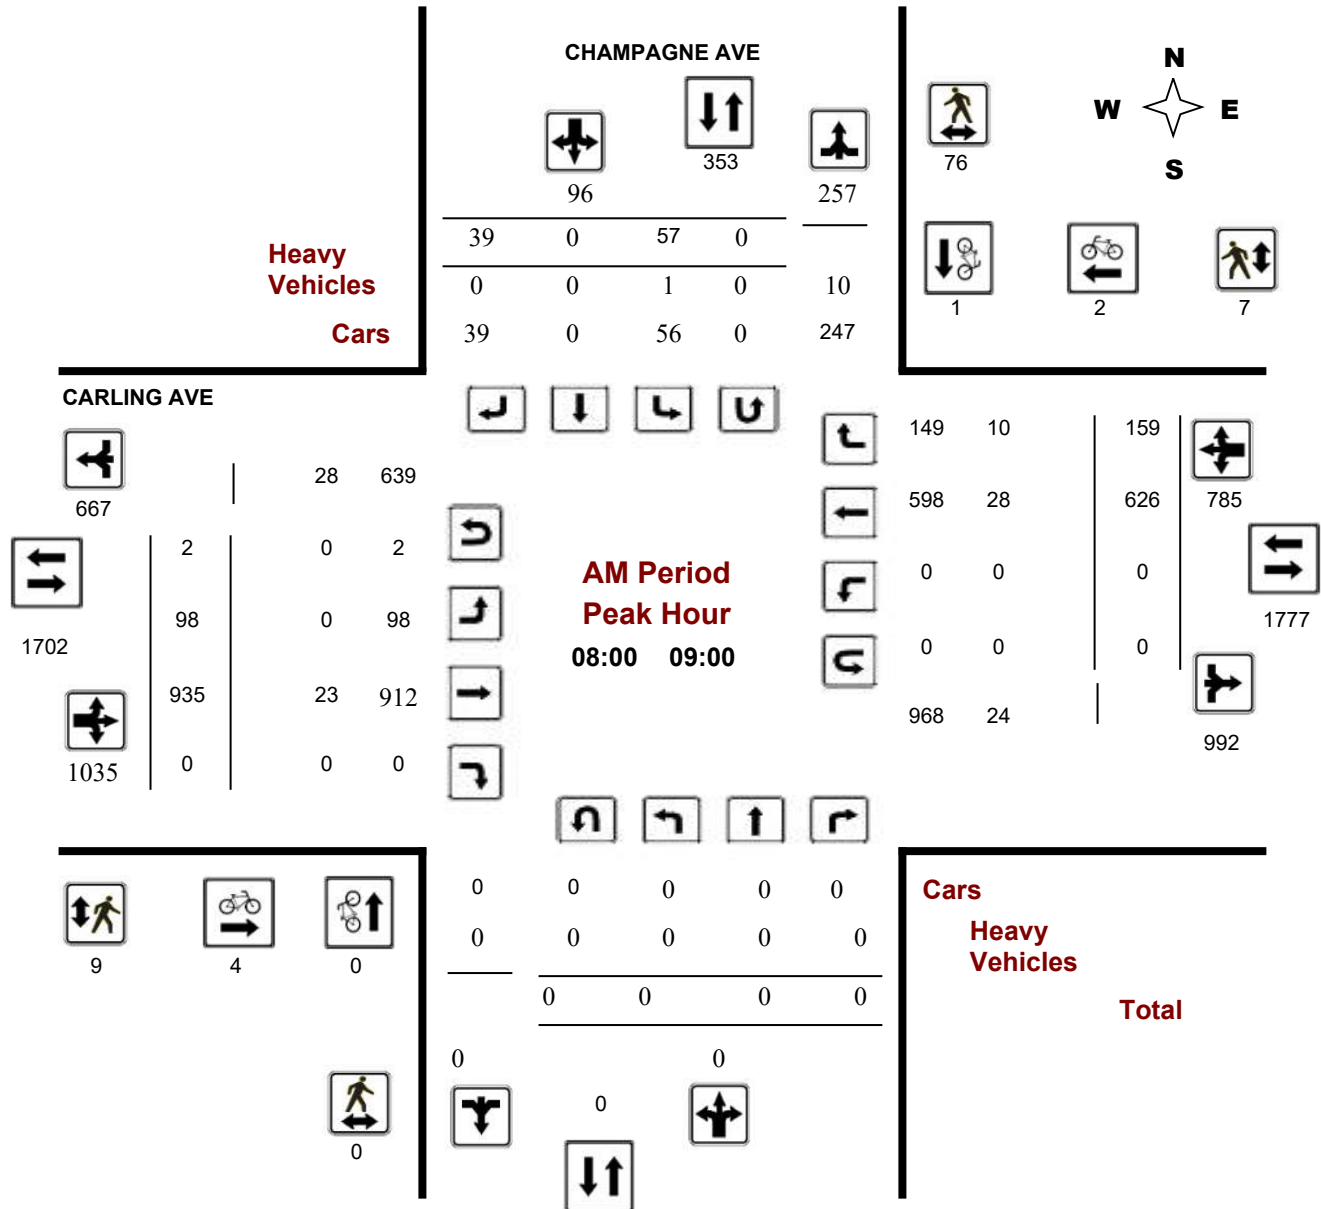 CHAMPAGNE AVE
N
W E
S
353
76
96 257
39 0 57 0
Heavy
Vehicles
0 0 1 0 10
1 2 7
Cars
39 0 56 0 247
CARLING AVE
149 10 159
28 639
667
598 28 626 785
2 0 2
AM Period
0 0 0
Peak Hour
98 0 98
1777
1702
08:00 09:00
0 0 0
935 23 912
968 24
992
1035 0 0 0
0 0 0 0 0
Cars
0 0 0 0 0
Heavy
Vehicles
9 4 0
0 0 0 0
Total
0 0
0
0